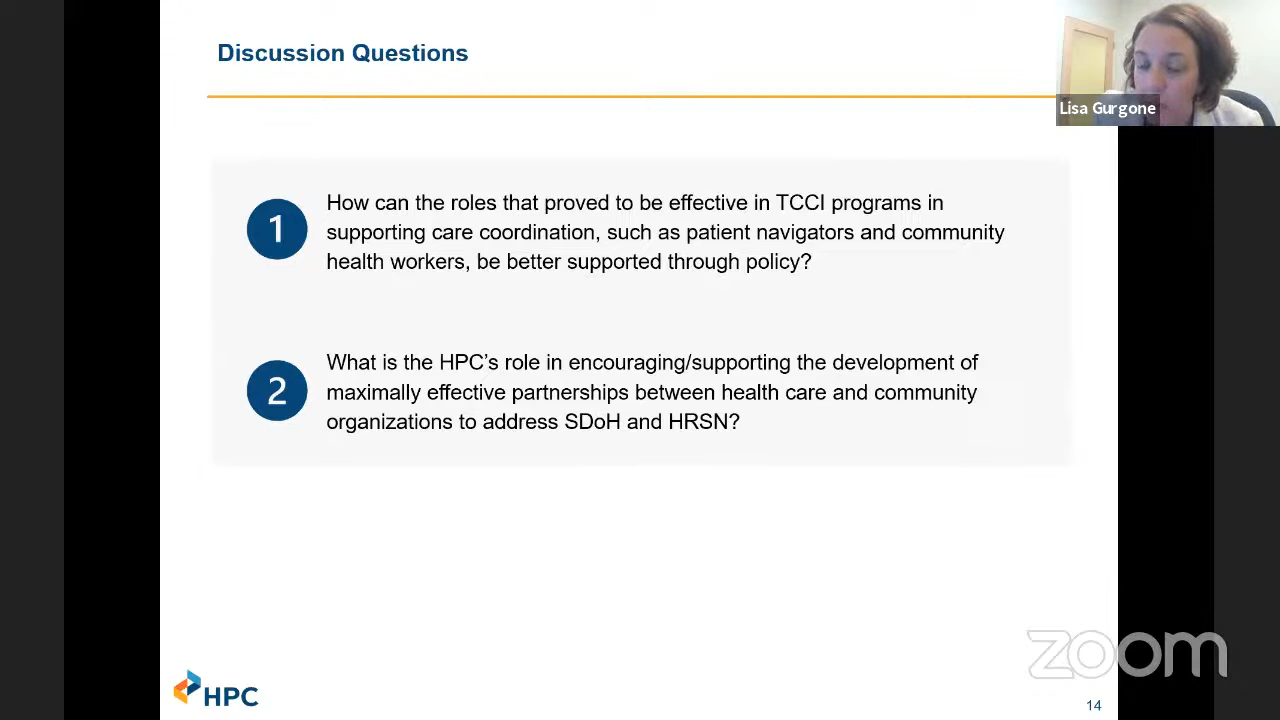 Discussion Questions
Lisa Gurgone
1
How can the roles that proved to be effective in TCCI programs in
supporting care coordination, such as patient navigators and community
health workers, be better supported through policy?
2
What is the HPC’s role in encouraging/supporting the development of
maximally effective partnerships between health care and community
organizations to address SDoH and HRSN?
zoom
HPC
14